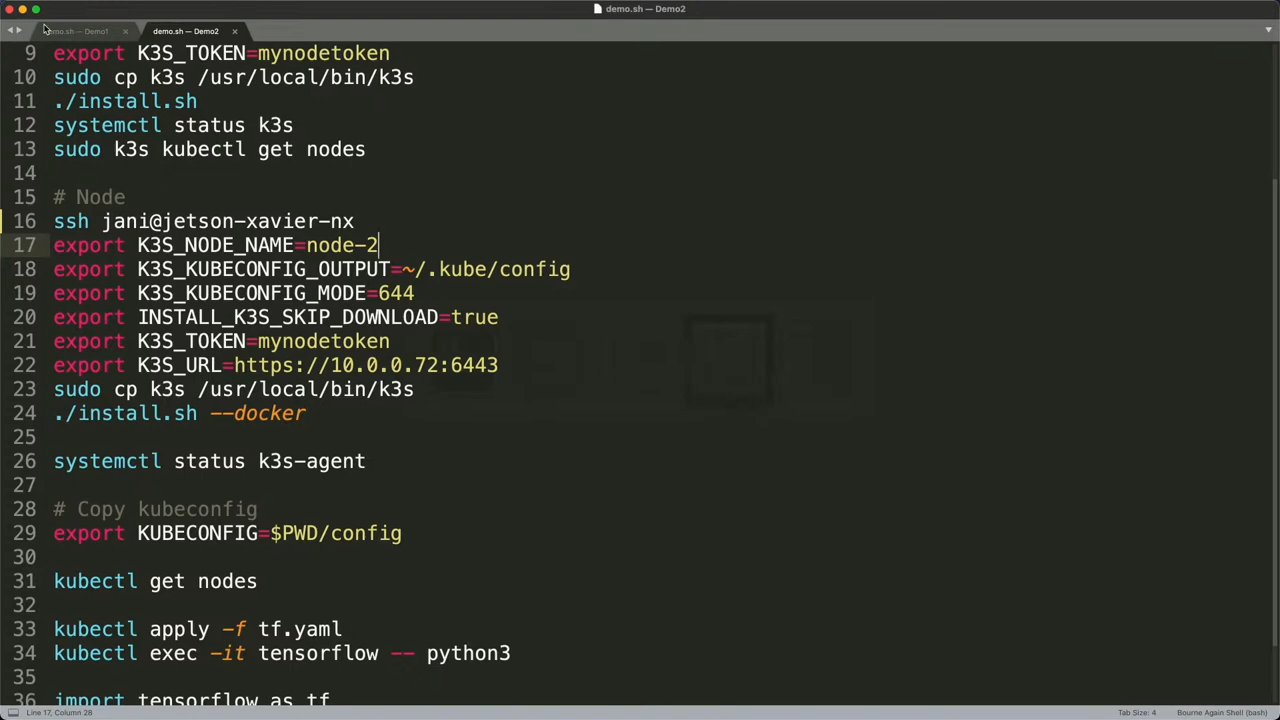 demo.sh — Demo2
demo.sh — Demo1 × demo.sh — Demo2 ×
9 export K3S_TOKEN=mynodetoken
10 sudo cp k3s /usr/local/bin/k3s
11 ./install.sh
12 systemctl status k3s
13 sudo k3s kubectl get nodes
14
15 # Node
16 ssh jani@jetson-xavier-nx
17 export K3S_NODE_NAME=node-2
18 export K3S_KUBECONFIG_OUTPUT=~/.kube/config
19 export K3S_KUBECONFIG_MODE=644
20 export INSTALL_K3S_SKIP_DOWNLOAD=true
21 export K3S_TOKEN=mynodetoken
22 export K3S_URL=https://10.0.0.72:6443
23 sudo cp k3s /usr/local/bin/k3s
24 ./install.sh --docker
25
26 systemctl status k3s-agent
27
28 # Copy kubeconfig
29 export KUBECONFIG=$PWD/config
30
31 kubectl get nodes
32
33 kubectl apply -f tf.yaml
34 kubectl exec -it tensorflow -- python3
35
36 import tensorflow as tf
Line 17, Column 28 Tab Size: 4 Bourne Again Shell (bash)